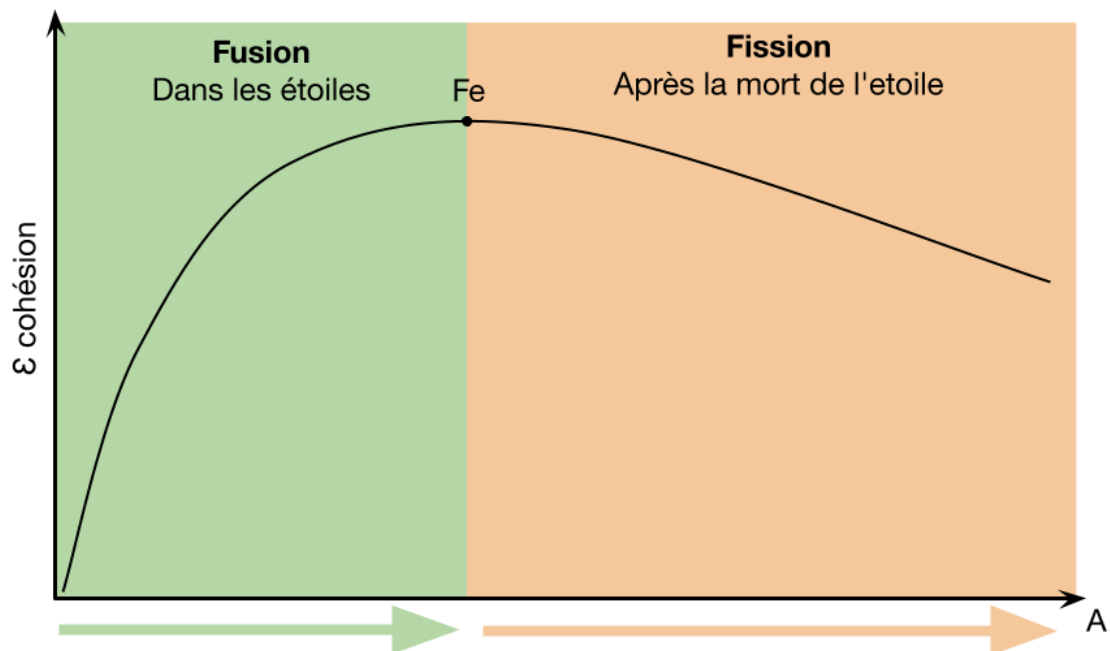 Fusion
Dans les étoiles
Fission
Après la mort de l'etoile
Fe
ε cohésion
A